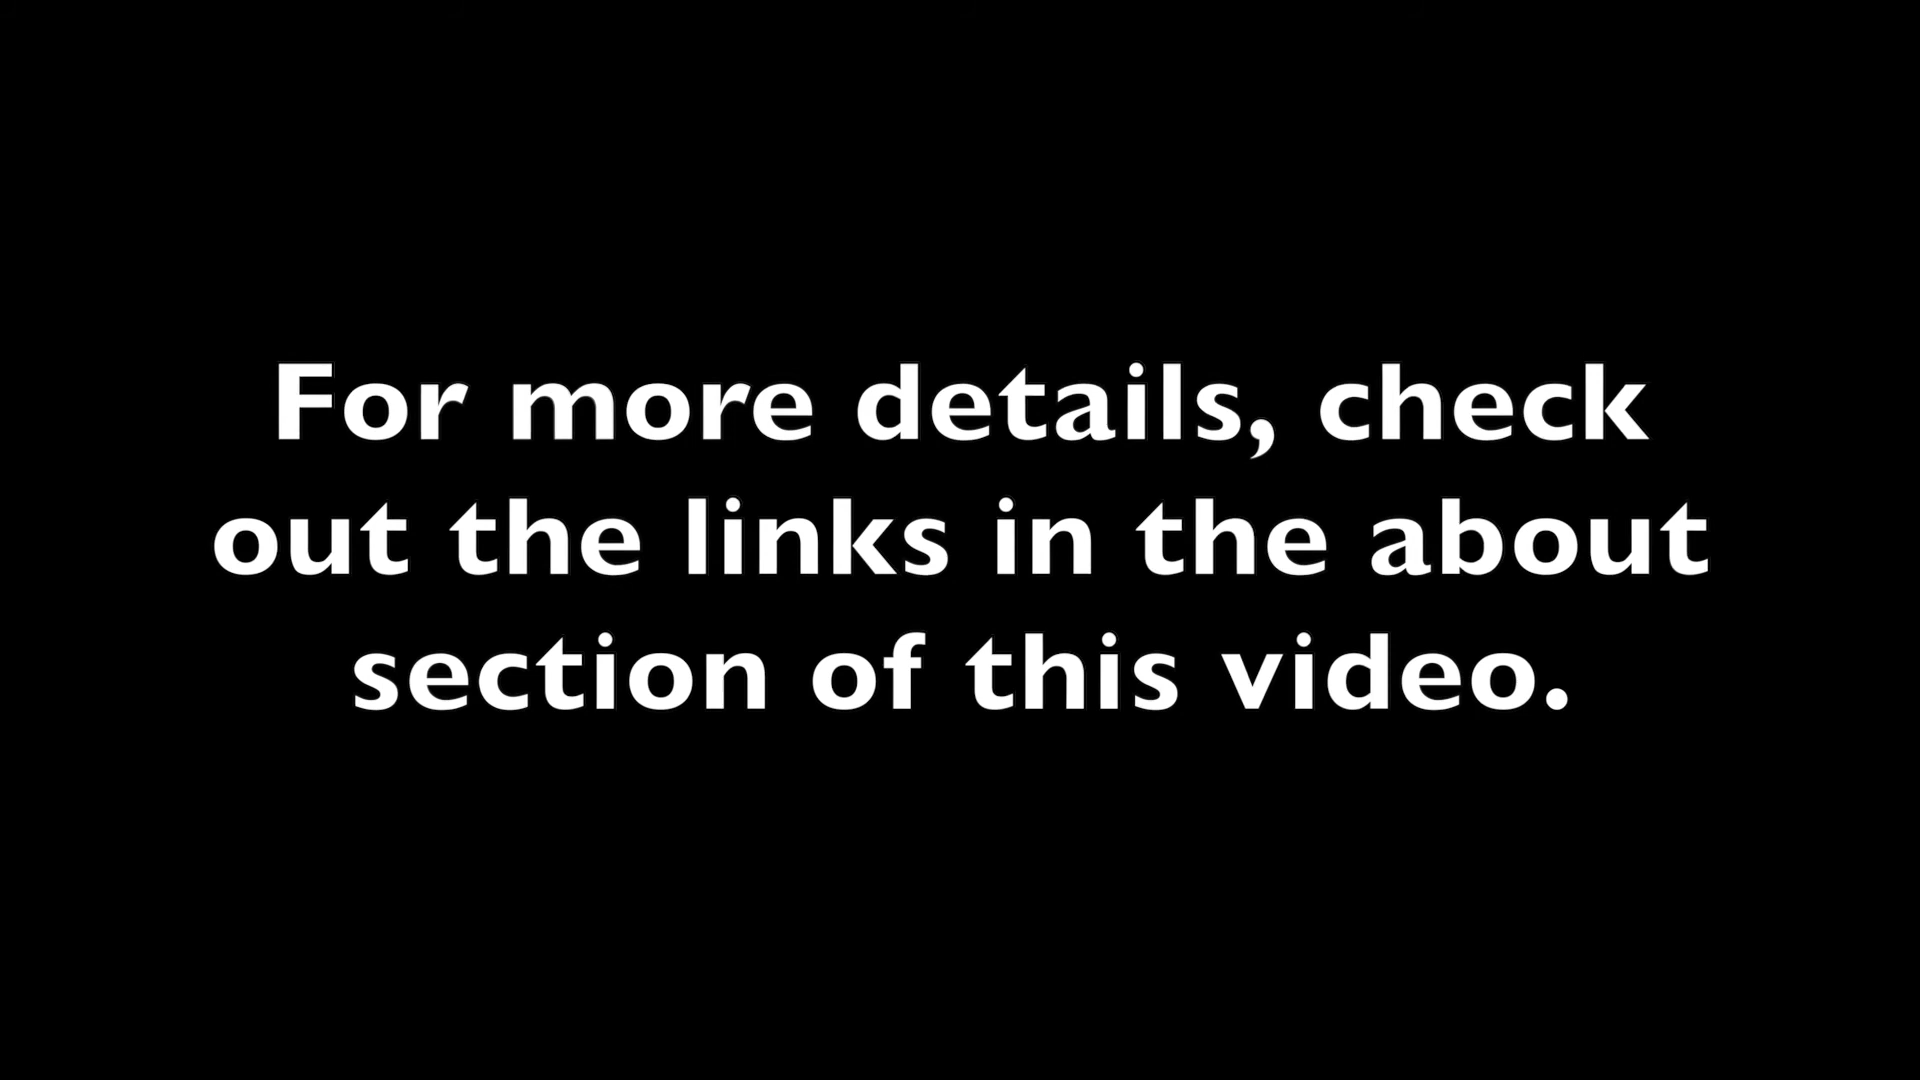 For more details, check
out the links in the about
section of this video.